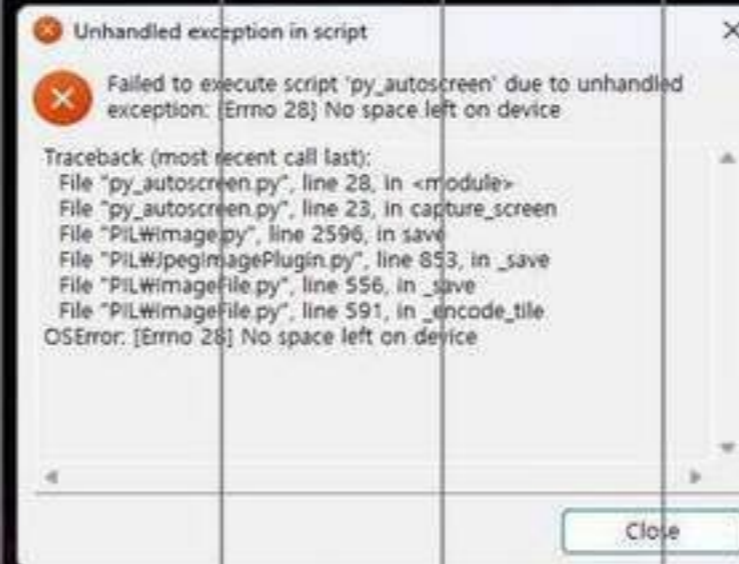 Unhandled exception in script
Failed to execute script 'py_autoscreen' due to unhandled
exception: [Errno 28] No space left on device
Traceback (most recent call last):
File "py_autoscreen.py", line 28, in <module>
File "py_autoscreen.py", line 23, in capture_screen
File "PIL₩Image.py", line 2596, in save
File "PIL₩JpegImagePlugin.py", line 853, in _save
File "PIL₩ImageFile.py", line 556, in _save
File "PIL₩ImageFile.py", line 591, in _encode_tile
OSError: [Errno 28] No space left on device
Close